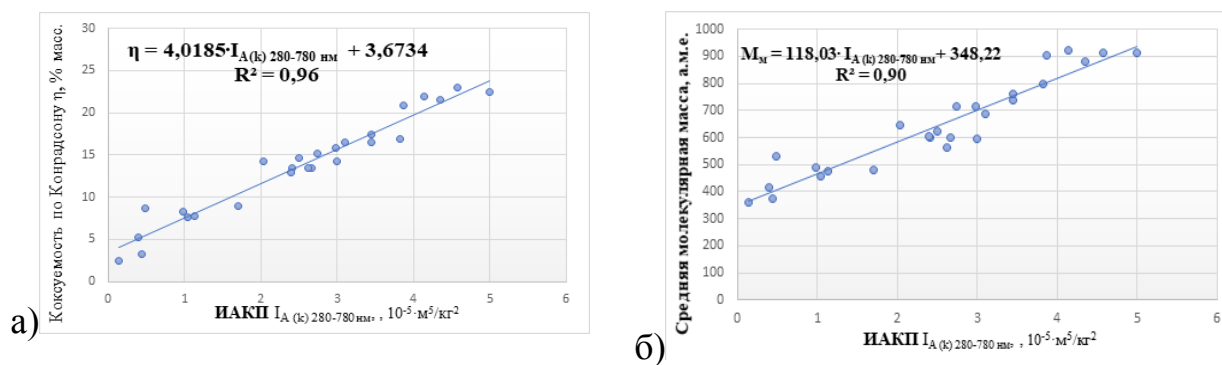 η = 4,0185·I A(k) 280-780 нм + 3,6734
R² = 0,96
Коксуемость по Конрадсону η, % масс.
30
25
20
15
10
5
0
0 1 2 3 4 5 6
ИАКП I A (k) 280-780 нм, , 10⁻⁵·м⁵/кг²
а)
Mм = 118,03· I A (k) 280-780 нм + 348,22
R² = 0,90
Средняя молекулярная масса, а.м.е.
1000
900
800
700
600
500
400
300
200
100
0
0 1 2 3 4 5 6
ИАКП I A (k) 280-780 нм, , 10⁻⁵·м⁵/кг²
б)